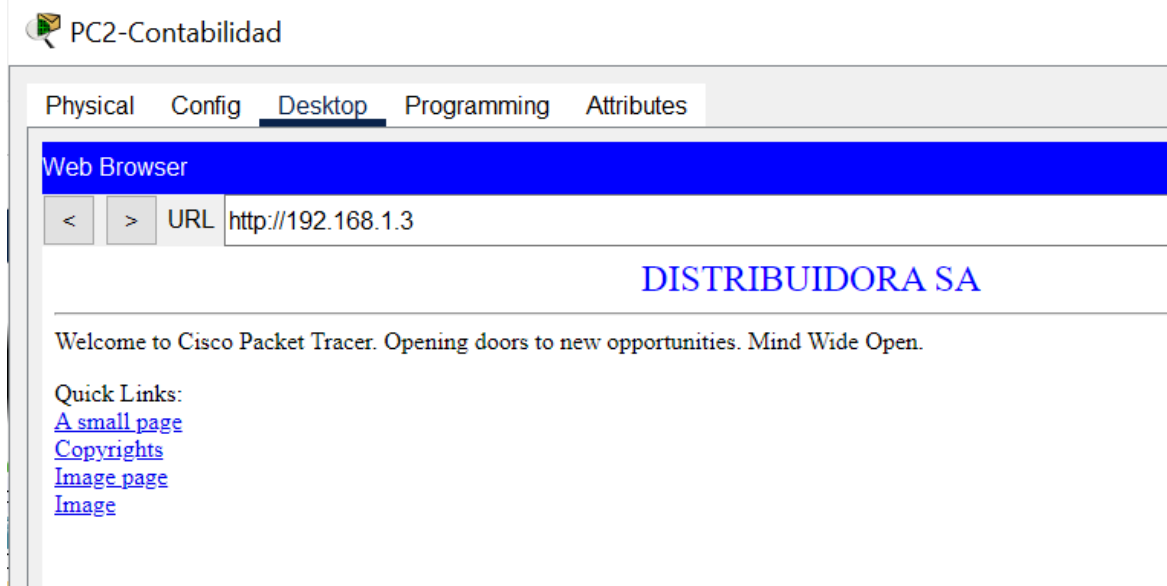 PC2-Contabilidad
Physical Config Desktop Programming Attributes
Web Browser
< > URL http://192.168.1.3
DISTRIBUIDORA SA
Welcome to Cisco Packet Tracer. Opening doors to new opportunities. Mind Wide Open.
Quick Links:
A small page
Copyrights
Image page
Image